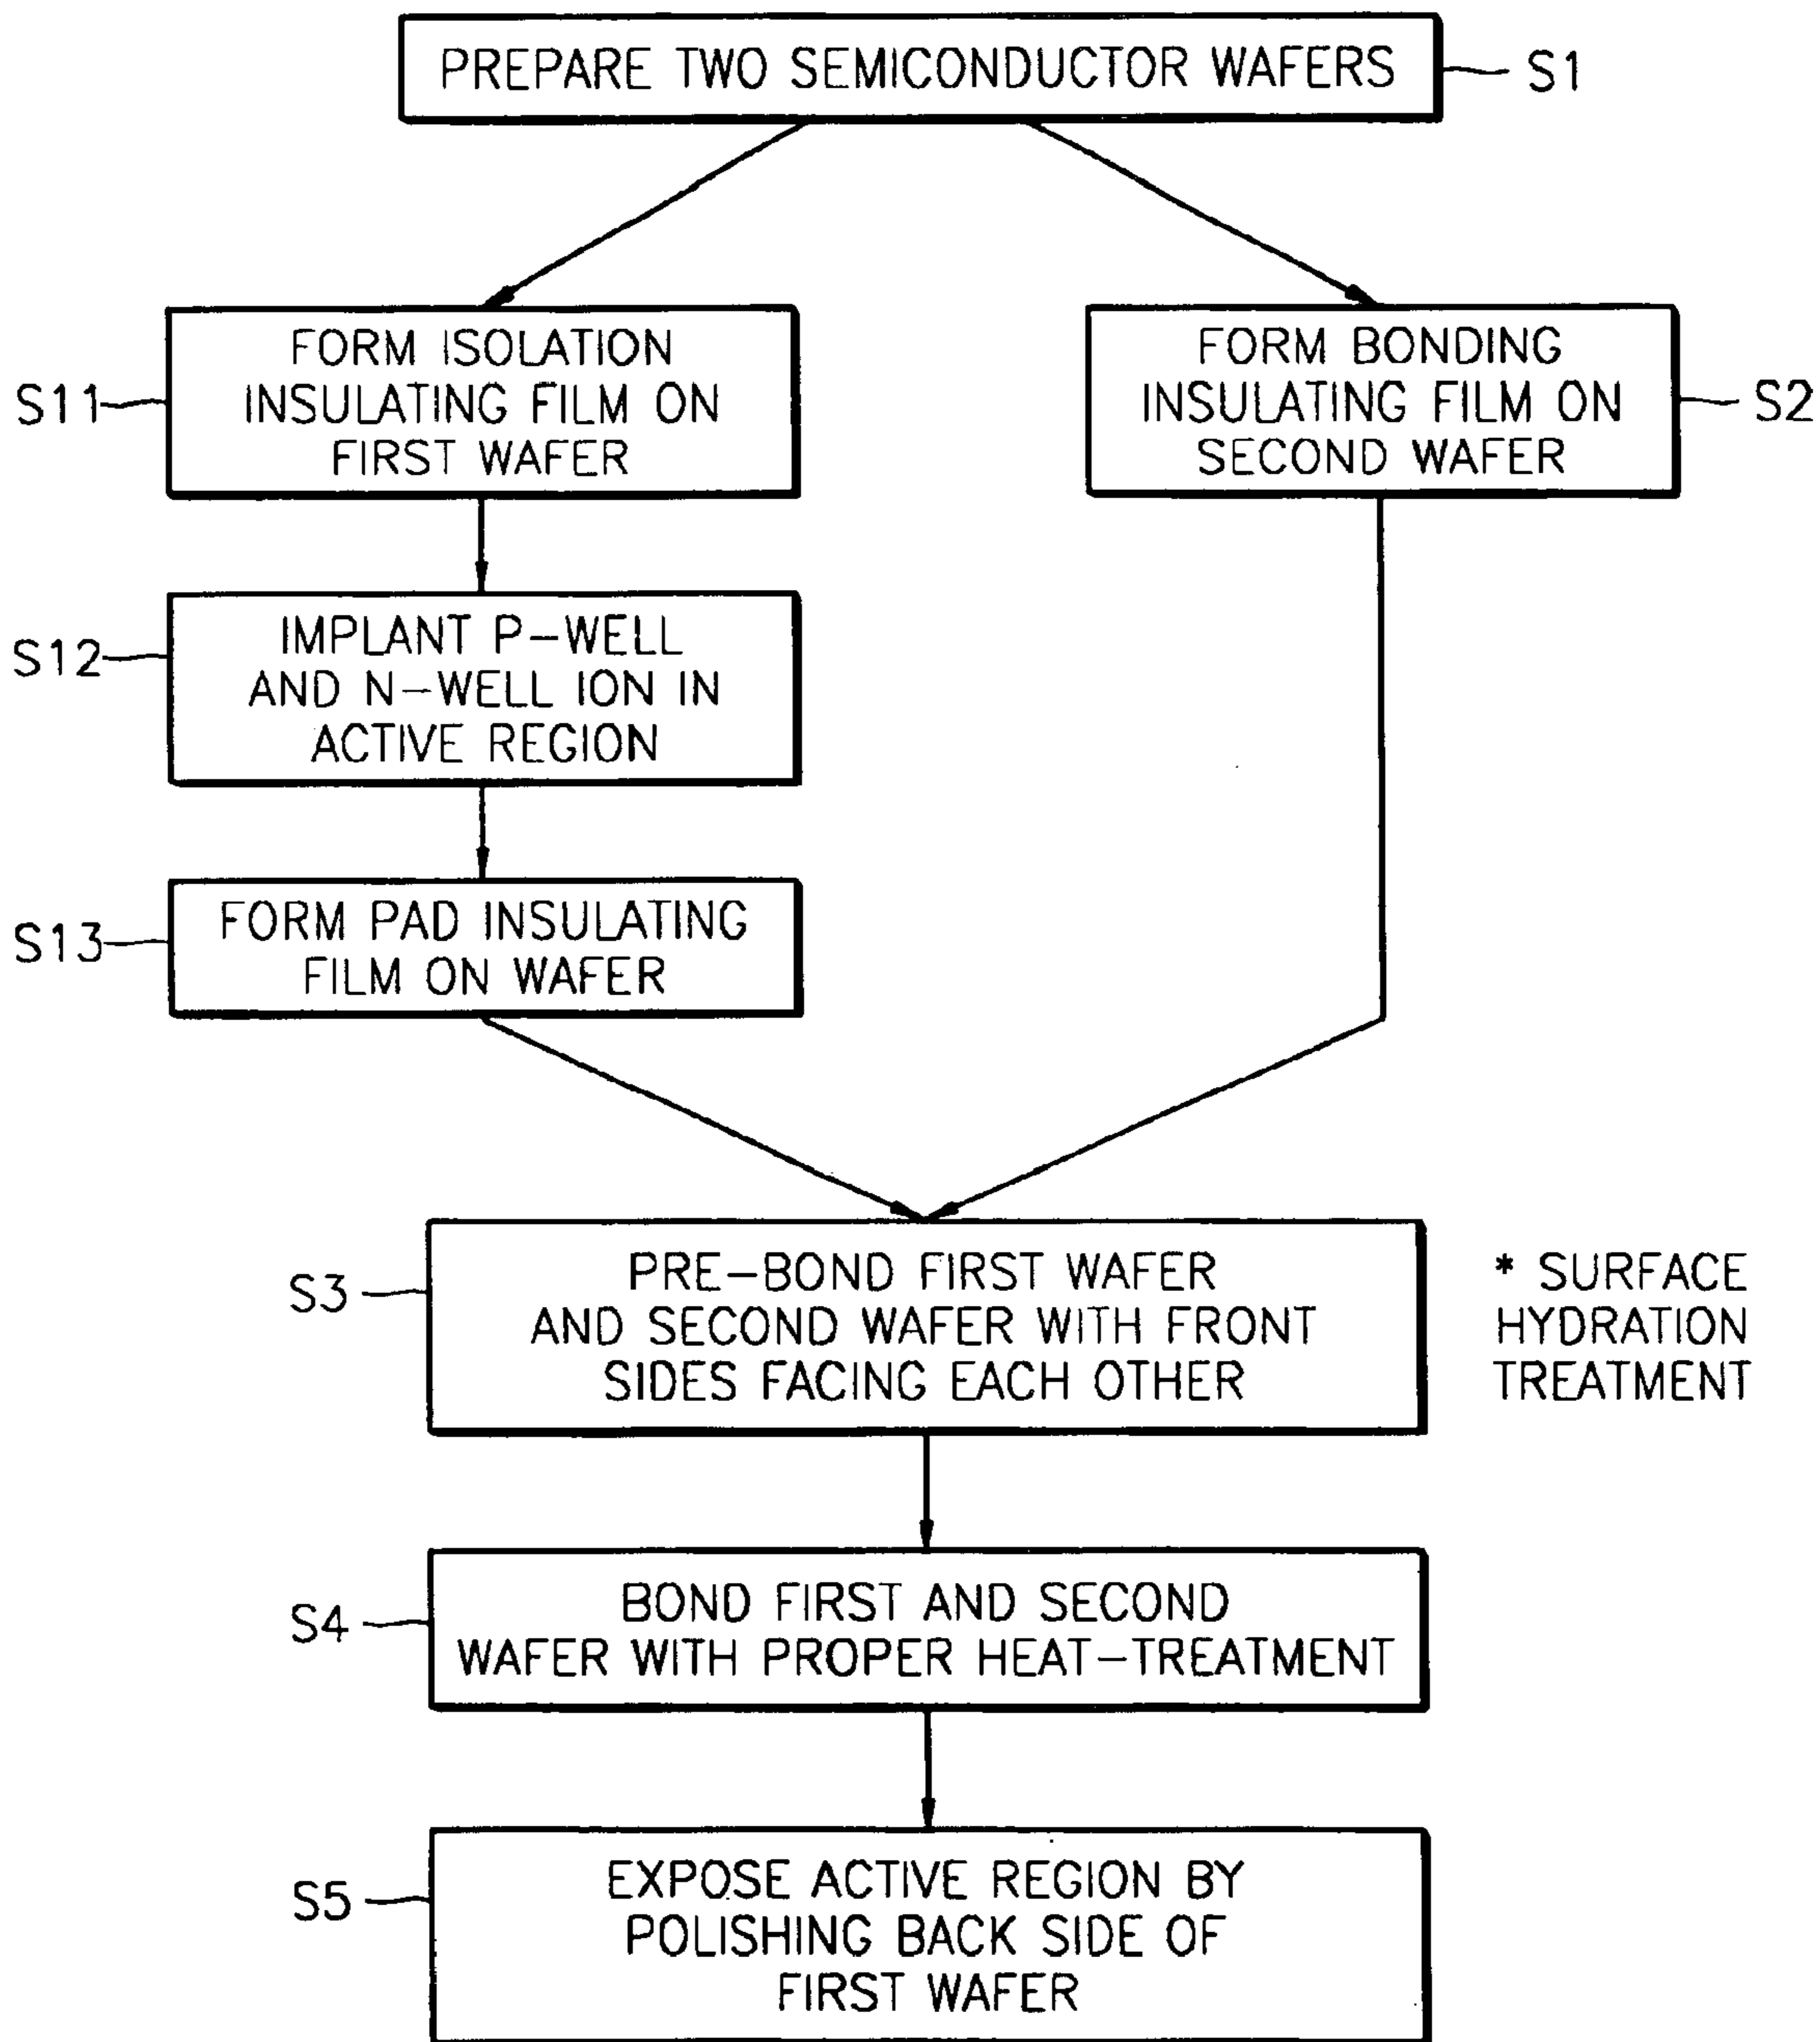 PREPARE TWO SEMICONDUCTOR WAFERS
S1
S11
FORM ISOLATION
INSULATING FILM ON
FIRST WAFER
FORM BONDING
INSULATING FILM ON
SECOND WAFER
S2
S12
IMPLANT P-WELL
AND N-WELL ION IN
ACTIVE REGION
S13
FORM PAD INSULATING
FILM ON WAFER
S3
PRE-BOND FIRST WAFER
AND SECOND WAFER WITH FRONT
SIDES FACING EACH OTHER
* SURFACE
HYDRATION
TREATMENT
S4
BOND FIRST AND SECOND
WAFER WITH PROPER HEAT-TREATMENT
S5
EXPOSE ACTIVE REGION BY
POLISHING BACK SIDE OF
FIRST WAFER